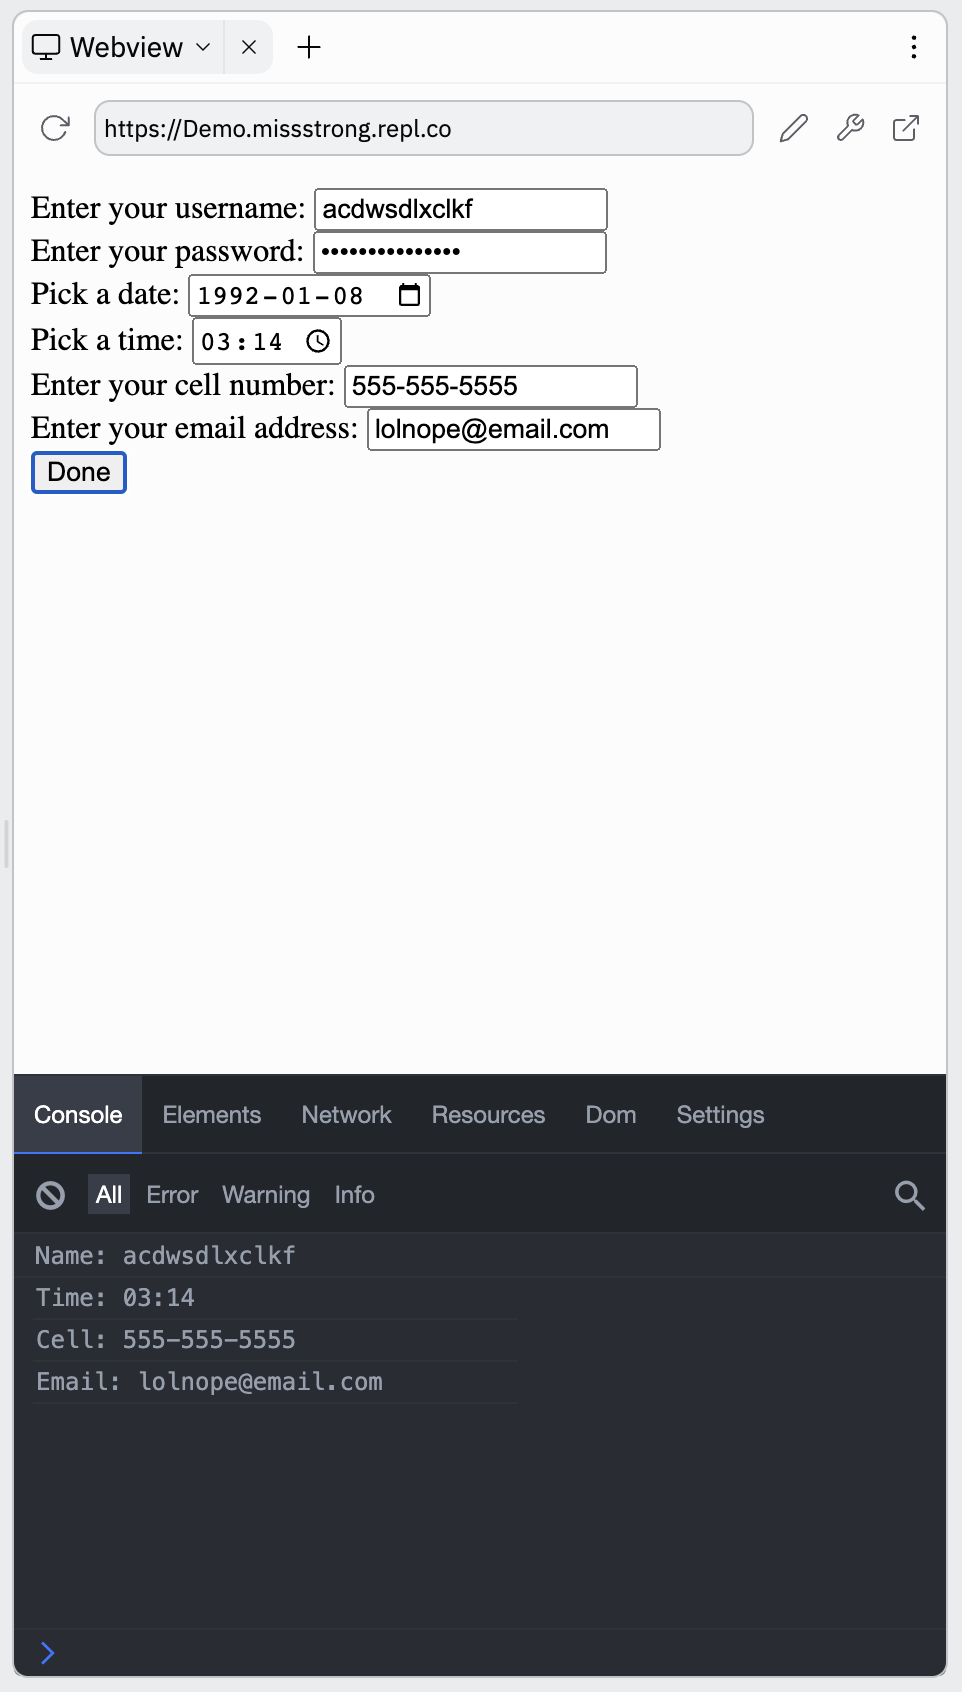 Webview
https://Demo.missstrong.repl.co
Enter your username: acdwsdlxclkf
Enter your password: •••••••••••••••
Pick a date: 1992-01-08
Pick a time: 03:14
Enter your cell number: 555-555-5555
Enter your email address: lolnope@email.com
Done
Console Elements Network Resources Dom Settings
All Error Warning Info
Name: acdwsdlxclkf
Time: 03:14
Cell: 555-555-5555
Email: lolnope@email.com